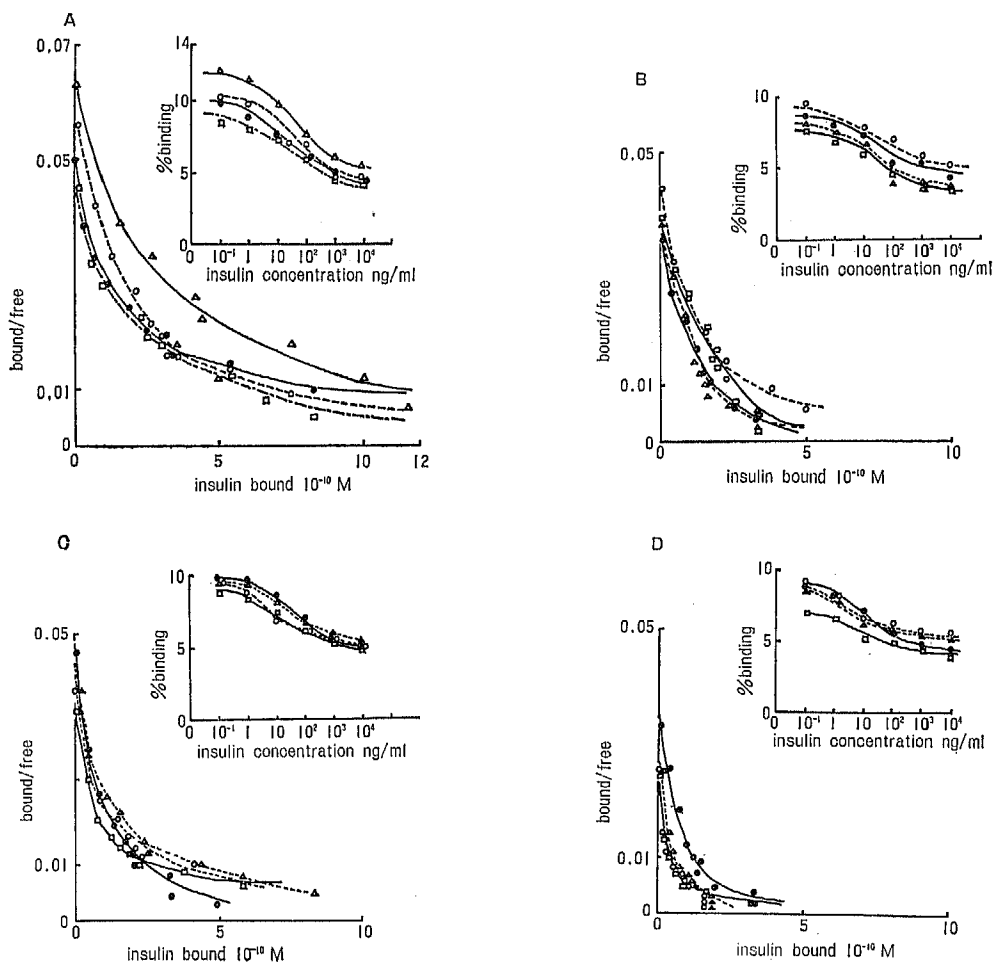 A
0.07
0.05
0.01
0
bound/free
0 5 10 12
insulin bound 10⁻¹⁰ M
14
10
5
0
%binding
0 10⁻¹ 1 10 10² 10³ 10⁴
insulin concentration ng/ml
B
0.05
0.01
0
bound/free
0 5 10
insulin bound 10⁻¹⁰ M
10
5
0
%binding
0 10⁻¹ 1 10 10² 10³ 10⁴
insulin concentration ng/ml
C
0.05
0.01
0
bound/free
0 5 10
insulin bound 10⁻¹⁰ M
10
5
0
%binding
0 10⁻¹ 1 10 10² 10³ 10⁴
insulin concentration ng/ml
D
0.05
0.01
0
bound/free
0 5 10
insulin bound 10⁻¹⁰ M
10
5
0
%binding
0 10⁻¹ 1 10 10² 10³ 10⁴
insulin concentration ng/ml